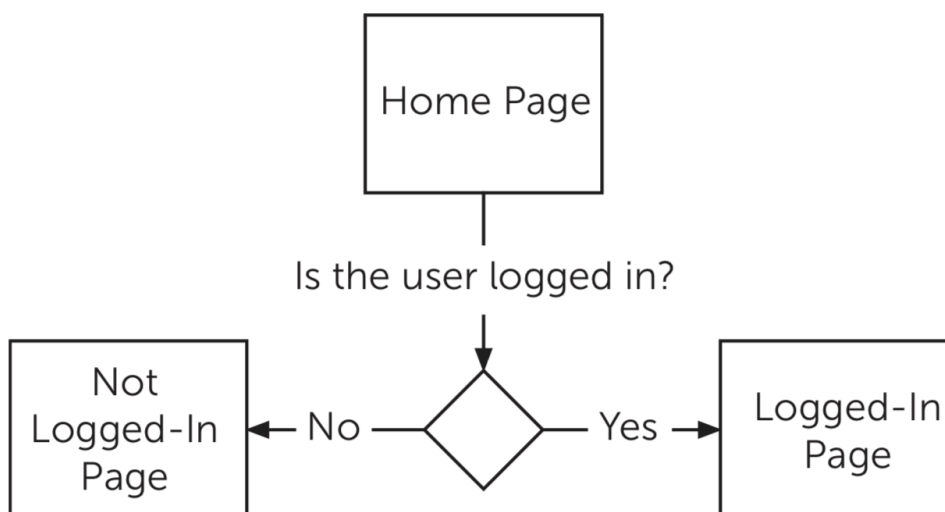 Home Page
Is the user logged in?
Not
Logged-In
Page
No
Yes
Logged-In
Page